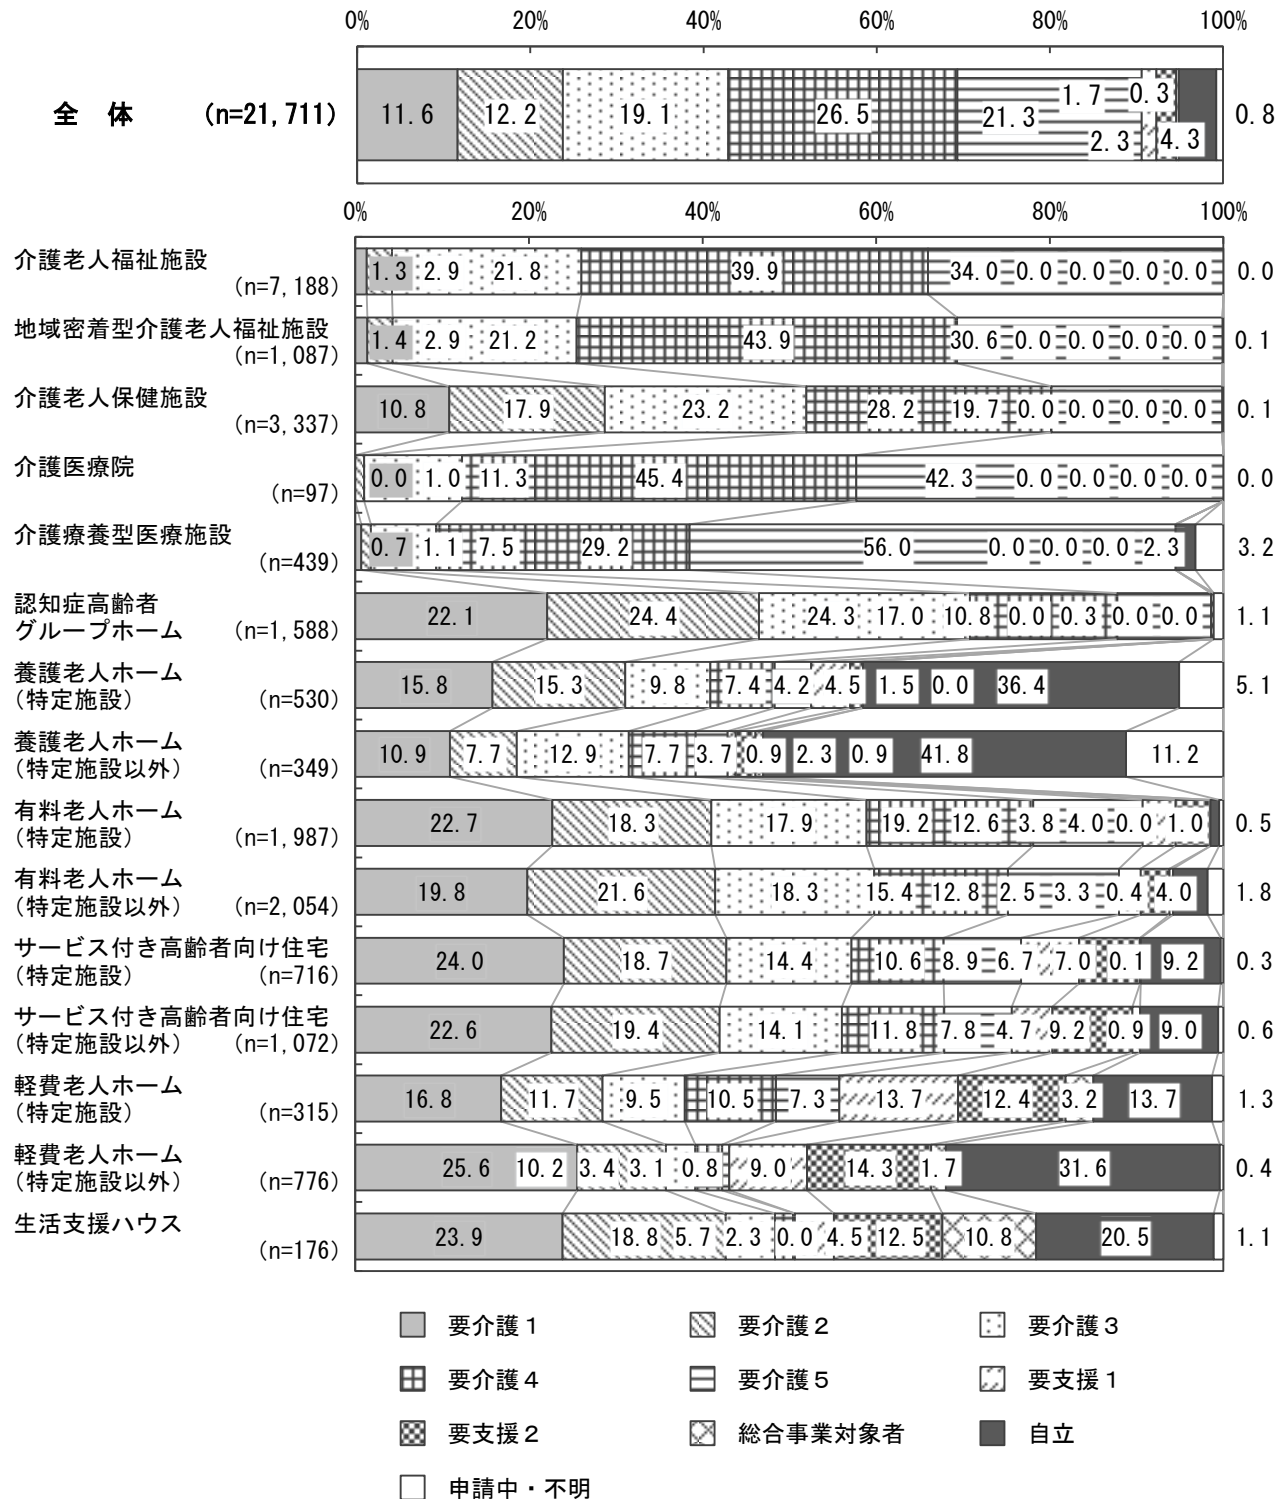 0% 20% 40% 60% 80% 100%
全 体 (n=21,711) 11.6 12.2 19.1 26.5 21.3 1.7 2.3 0.3 4.3 0.8
0% 20% 40% 60% 80% 100%
介護老人福祉施設
(n=7,188) 1.3 2.9 21.8 39.9 34.0 0.0 0.0 0.0 0.0 0.0
地域密着型介護老人福祉施設
(n=1,087) 1.4 2.9 21.2 43.9 30.6 0.0 0.0 0.0 0.0 0.1
介護老人保健施設
(n=3,337) 10.8 17.9 23.2 28.2 19.7 0.0 0.0 0.0 0.0 0.1
介護医療院
(n=97) 0.0 1.0 11.3 45.4 42.3 0.0 0.0 0.0 0.0 0.0
介護療養型医療施設
(n=439) 0.7 1.1 7.5 29.2 56.0 0.0 0.0 0.0 2.3 3.2
認知症高齢者
グループホーム (n=1,588) 22.1 24.4 24.3 17.0 10.8 0.0 0.3 0.0 0.0 1.1
養護老人ホーム
(特定施設) (n=530) 15.8 15.3 9.8 7.4 4.2 4.5 1.5 0.0 36.4 5.1
養護老人ホーム
(特定施設以外) (n=349) 10.9 7.7 12.9 7.7 3.7 0.9 2.3 0.9 41.8 11.2
有料老人ホーム
(特定施設) (n=1,987) 22.7 18.3 17.9 19.2 12.6 3.8 4.0 0.0 1.0 0.5
有料老人ホーム
(特定施設以外) (n=2,054) 19.8 21.6 18.3 15.4 12.8 2.5 3.3 0.4 4.0 1.8
サービス付き高齢者向け住宅
(特定施設) (n=716) 24.0 18.7 14.4 10.6 8.9 6.7 7.0 0.1 9.2 0.3
サービス付き高齢者向け住宅
(特定施設以外) (n=1,072) 22.6 19.4 14.1 11.8 7.8 4.7 9.2 0.9 9.0 0.6
軽費老人ホーム
(特定施設) (n=315) 16.8 11.7 9.5 10.5 7.3 13.7 12.4 3.2 13.7 1.3
軽費老人ホーム
(特定施設以外) (n=776) 25.6 10.2 3.4 3.1 0.8 9.0 14.3 1.7 31.6 0.4
生活支援ハウス
(n=176) 23.9 18.8 5.7 2.3 0.0 4.5 12.5 10.8 20.5 1.1
要介護1 要介護2 要介護3
要介護4 要介護5 要支援1
要支援2 総合事業対象者 自立
申請中・不明